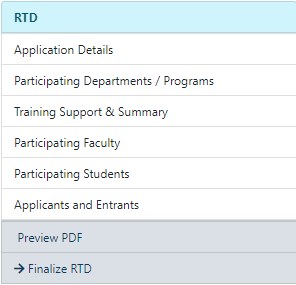 RTD
Application Details
Participating Departments / Programs
Training Support & Summary
Participating Faculty
Participating Students
Applicants and Entrants
Preview PDF
→ Finalize RTD